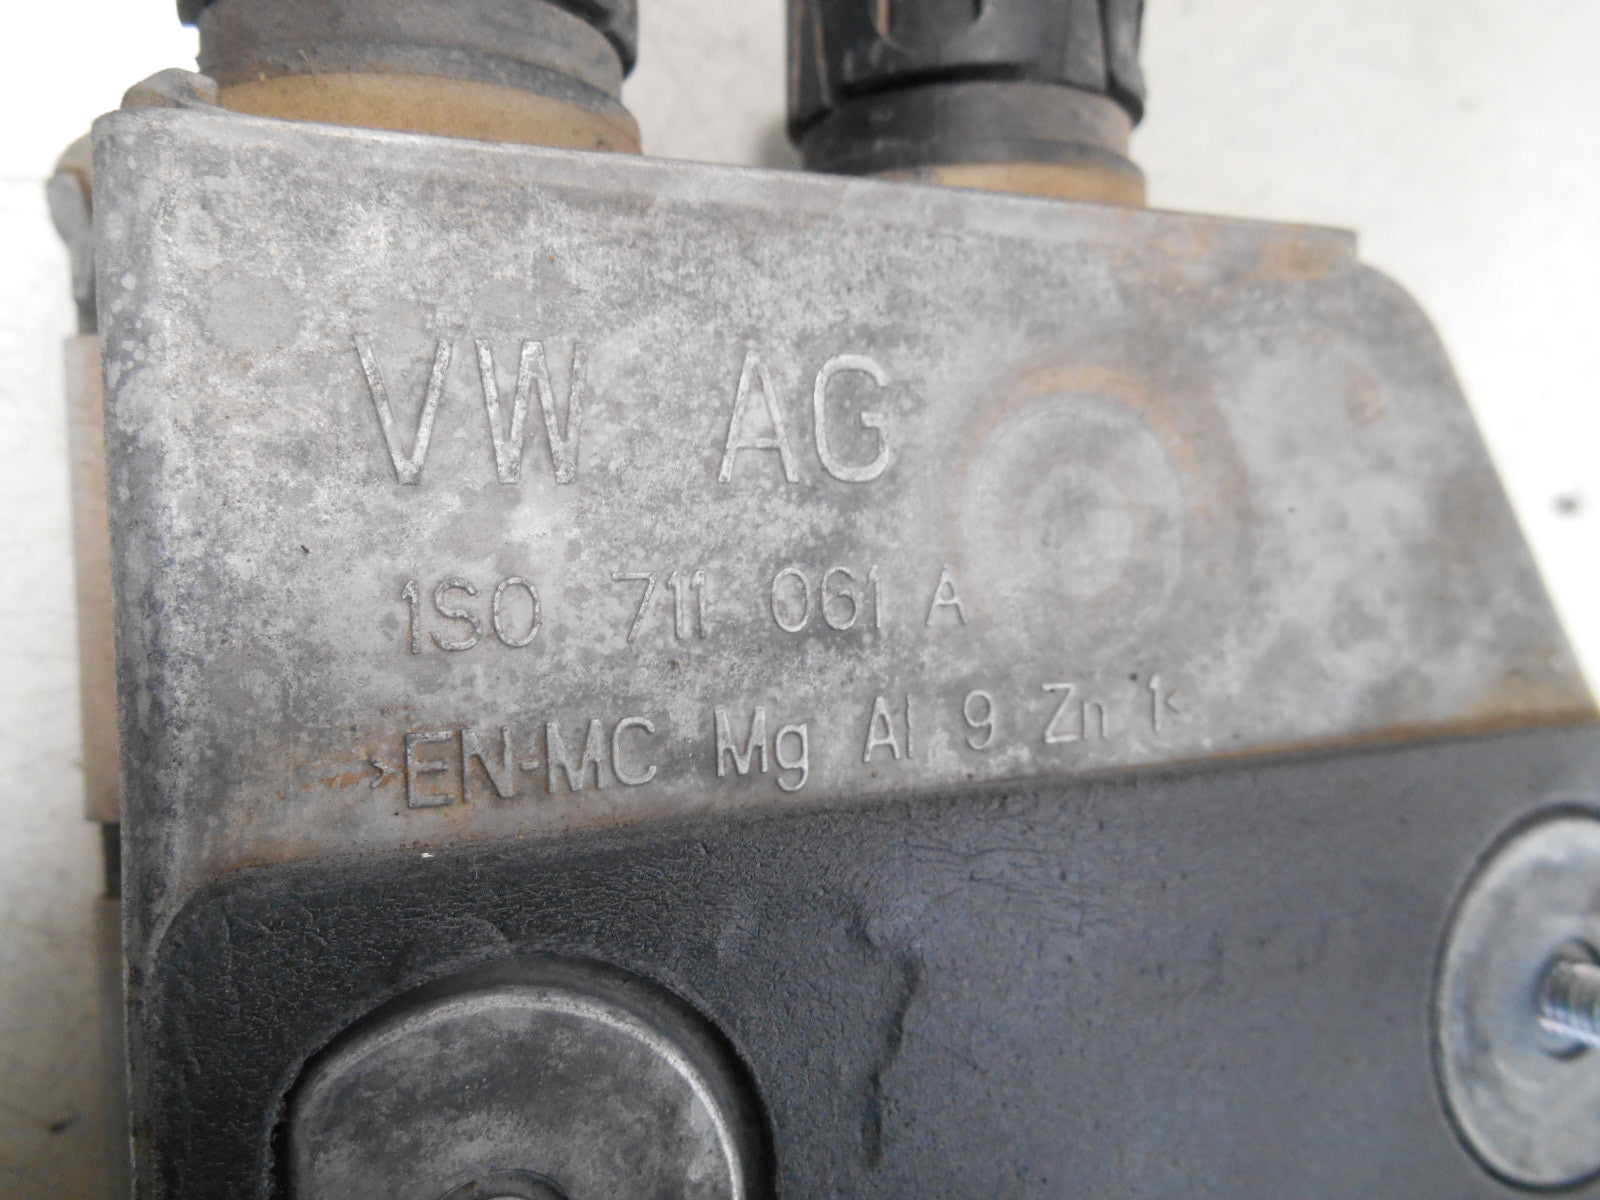 VW AG
1S0 711 061 A
>EN-MC Mg Al 9 Zn 1<